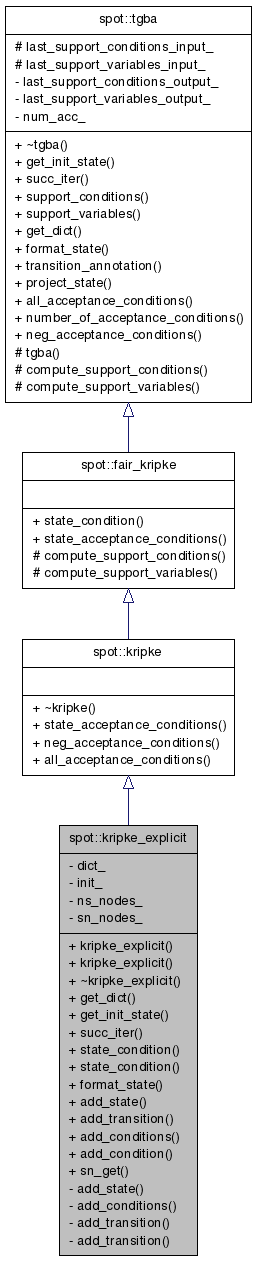 spot::tgba
# last_support_conditions_input_
# last_support_variables_input_
- last_support_conditions_output_
- last_support_variables_output_
- num_acc_
+ ~tgba()
+ get_init_state()
+ succ_iter()
+ support_conditions()
+ support_variables()
+ get_dict()
+ format_state()
+ transition_annotation()
+ project_state()
+ all_acceptance_conditions()
+ number_of_acceptance_conditions()
+ neg_acceptance_conditions()
# tgba()
# compute_support_conditions()
# compute_support_variables()
spot::fair_kripke
+ state_condition()
+ state_acceptance_conditions()
# compute_support_conditions()
# compute_support_variables()
spot::kripke
+ ~kripke()
+ state_acceptance_conditions()
+ neg_acceptance_conditions()
+ all_acceptance_conditions()
spot::kripke_explicit
- dict_
- init_
- ns_nodes_
- sn_nodes_
+ kripke_explicit()
+ kripke_explicit()
+ ~kripke_explicit()
+ get_dict()
+ get_init_state()
+ succ_iter()
+ state_condition()
+ state_condition()
+ format_state()
+ add_state()
+ add_transition()
+ add_conditions()
+ add_condition()
+ sn_get()
- add_state()
- add_conditions()
- add_transition()
- add_transition()